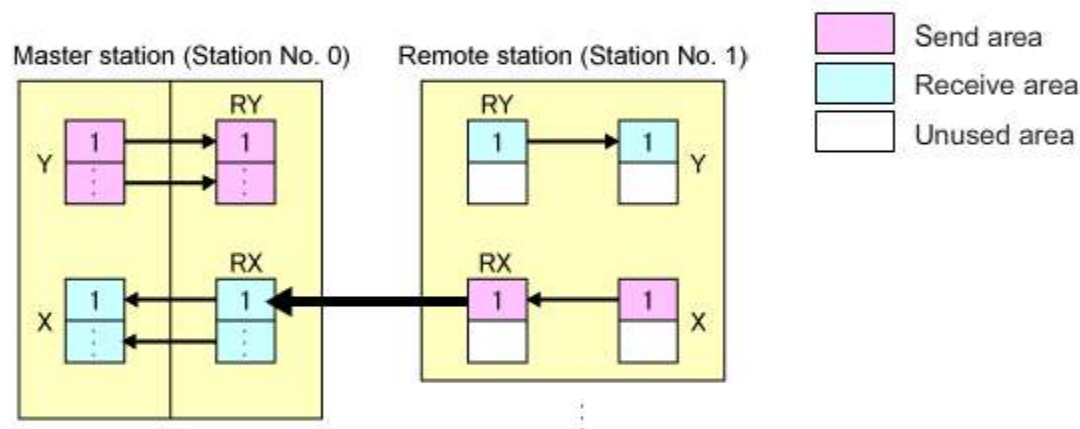 Master station (Station No. 0)
Remote station (Station No. 1)
Send area
Receive area
Unused area
RY
RY
Y
1
1
1
1
Y
⋮
⋮
RX
RX
X
1
1
1
1
X
⋮
⋮
⋮